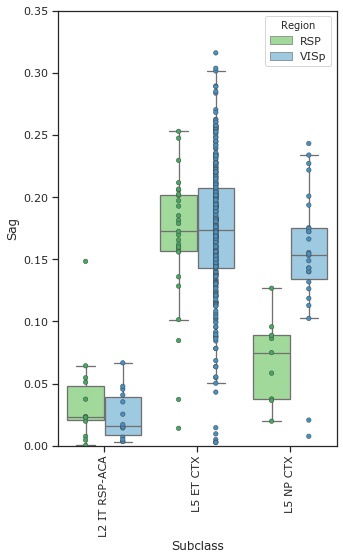 0.35
0.30
0.25
0.20
0.15
0.10
0.05
0.00
Sag
Region
RSP
VISp
L2 IT RSP-ACA
L5 ET CTX
L5 NP CTX
Subclass